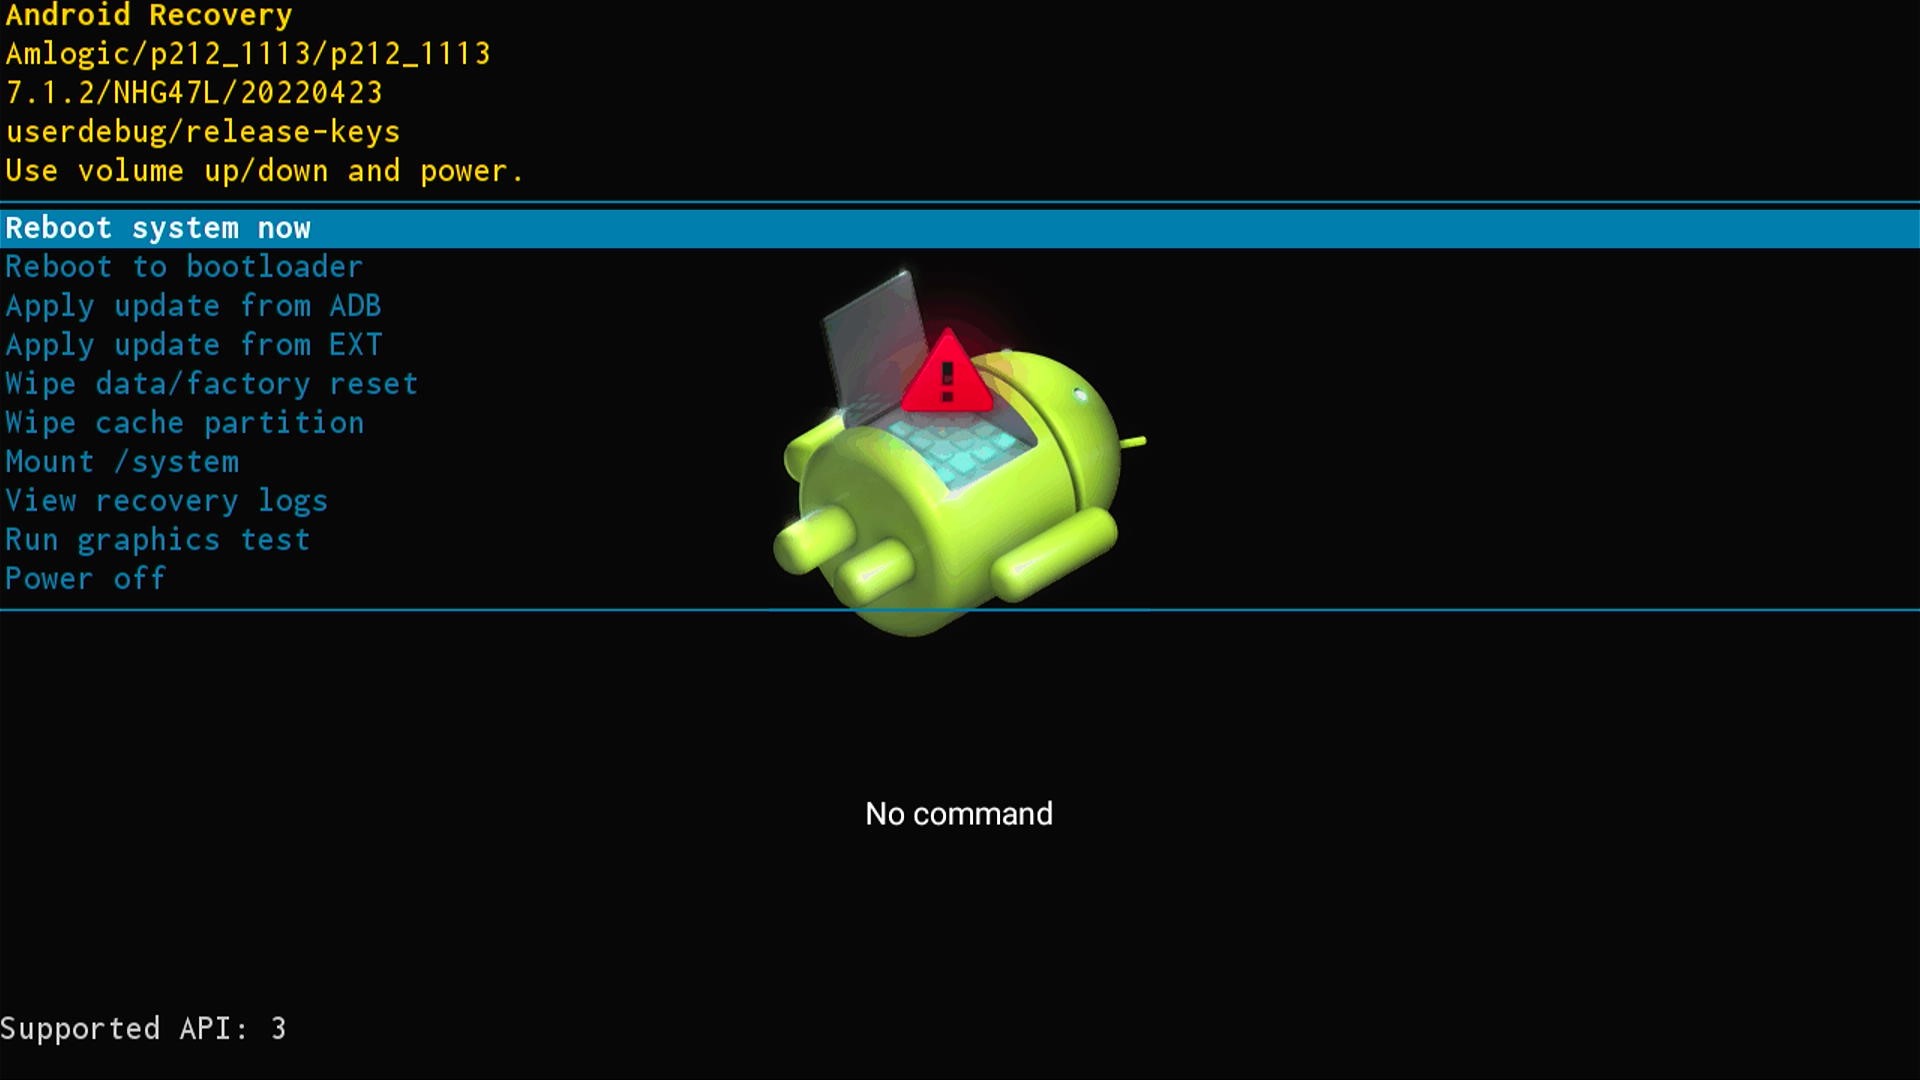 Android Recovery
Amlogic/p212_1113/p212_1113
7.1.2/NHG47L/20220423
userdebug/release-keys
Use volume up/down and power.
Reboot system now
Reboot to bootloader
Apply update from ADB
Apply update from EXT
Wipe data/factory reset
Wipe cache partition
Mount /system
View recovery logs
Run graphics test
Power off
No command
Supported API: 3